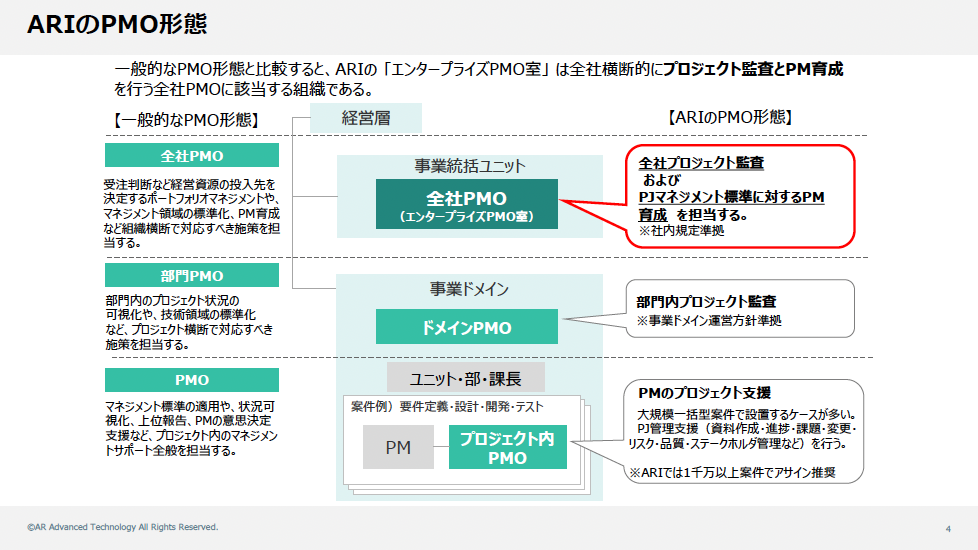 ARIのPMO形態
一般的なPMO形態と比較すると、ARIの「エンタープライズPMO室」は全社横断的にプロジェクト監査とPM育成
を行う全社PMOに該当する組織である。
【一般的なPMO形態】
経営層
【ARIのPMO形態】
全社PMO
受注判断など経営資源の投入先を
決定するポートフォリオマネジメントや、
マネジメント領域の標準化、PM育成
など組織横断で対応すべき施策を担
当する。
事業統括ユニット
全社PMO
（エンタープライズPMO室）
全社プロジェクト監査
および
PJマネジメント標準に対するPM
育成 を担当する。
※社内規定準拠
部門PMO
部門内のプロジェクト状況の
可視化や、技術領域の標準化
など、プロジェクト横断で対応すべき
施策を担当する。
事業ドメイン
ドメインPMO
部門内プロジェクト監査
※事業ドメイン運営方針準拠
PMO
マネジメント標準の適用や、状況可
視化、上位報告、PMの意思決定
支援など、プロジェクト内のマネジメン
トサポート全般を担当する。
ユニット・部・課長
案件例）要件定義・設計・開発・テスト
PM
プロジェクト内
PMO
PMのプロジェクト支援
大規模一括型案件で設置するケースが多い。
PJ管理支援（資料作成・進捗・課題・変更・
リスク・品質・ステークホルダ管理など）を行う。
※ARIでは1千万以上案件でアサイン推奨
©AR Advanced Technology All Rights Reserved.
4